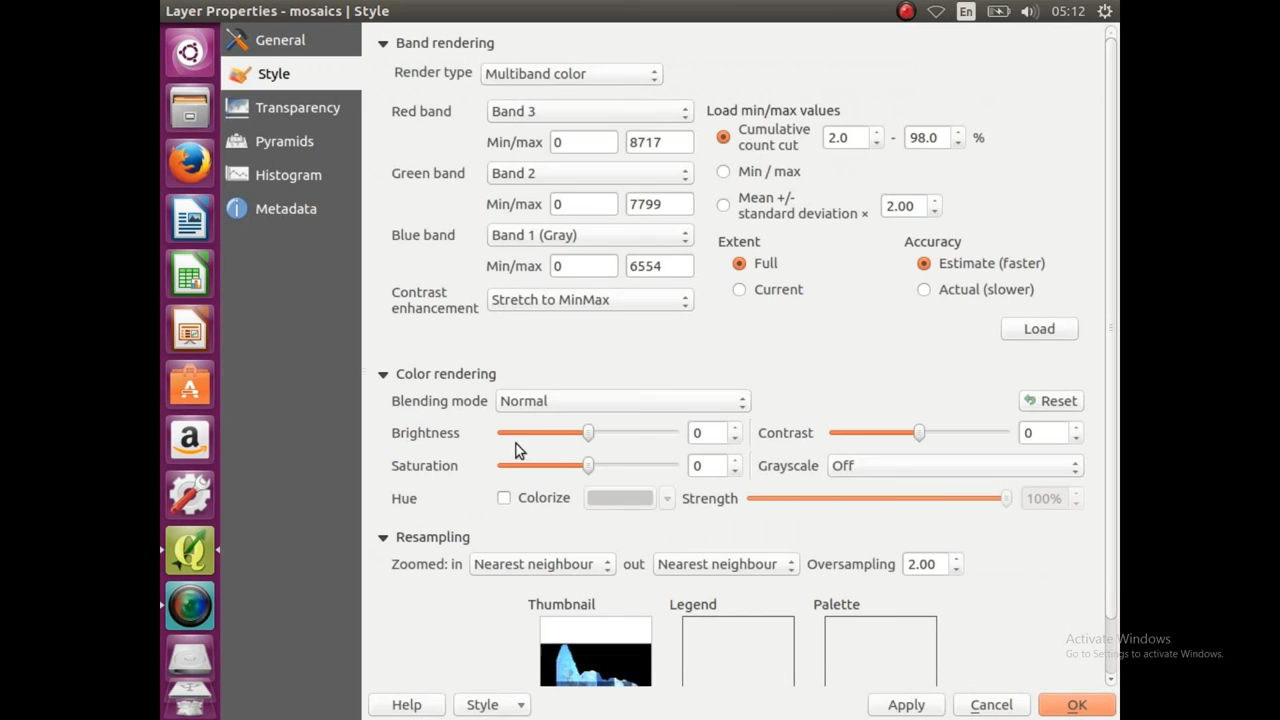 Layer Properties - mosaics | Style
En
05:12
General
Style
Transparency
Pyramids
Histogram
Metadata
Band rendering
Render type Multiband color
Red band Band 3
Min/max 0 8717
Green band Band 2
Min/max 0 7799
Blue band Band 1 (Gray)
Min/max 0 6554
Contrast
enhancement Stretch to MinMax
Load min/max values
Cumulative
count cut 2.0 - 98.0 %
Min / max
Mean +/-
standard deviation × 2.00
Extent Accuracy
Full Estimate (faster)
Current Actual (slower)
Load
Color rendering
Blending mode Normal Reset
Brightness 0 Contrast 0
Saturation 0 Grayscale Off
Hue Colorize Strength 100%
Resampling
Zoomed: in Nearest neighbour out Nearest neighbour Oversampling 2.00
Thumbnail Legend Palette
Activate Windows
Go to Settings to activate Windows.
Help Style Apply Cancel OK